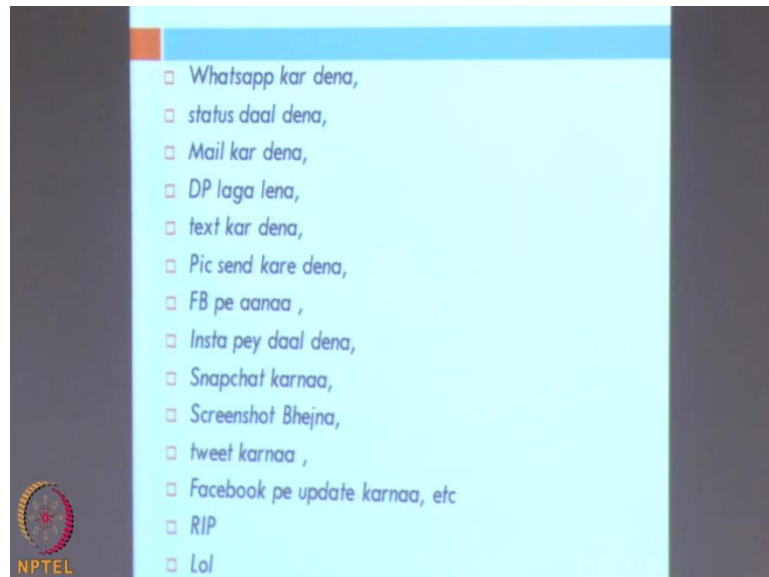 Whatsapp kar dena,
status daal dena,
Mail kar dena,
DP laga lena,
text kar dena,
Pic send kare dena,
FB pe aanaa ,
Insta pey daal dena,
Snapchat karnaa,
Screenshot Bhejna,
tweet karnaa ,
Facebook pe update karnaa, etc
RIP
Lol
NPTEL